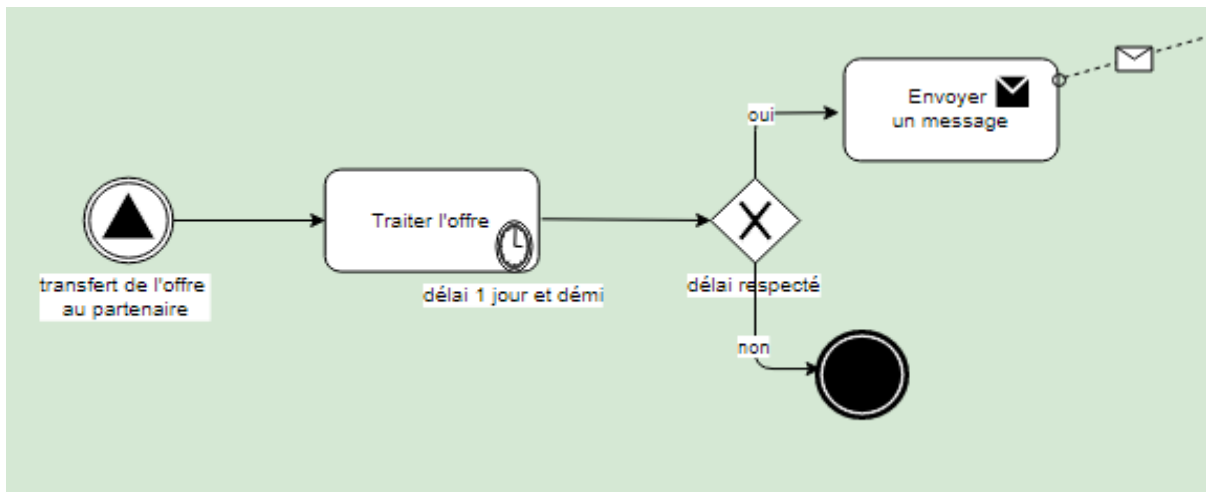 transfert de l'offre
au partenaire
Traiter l'offre
délai 1 jour et démi
délai respecté
oui
non
Envoyer
un message